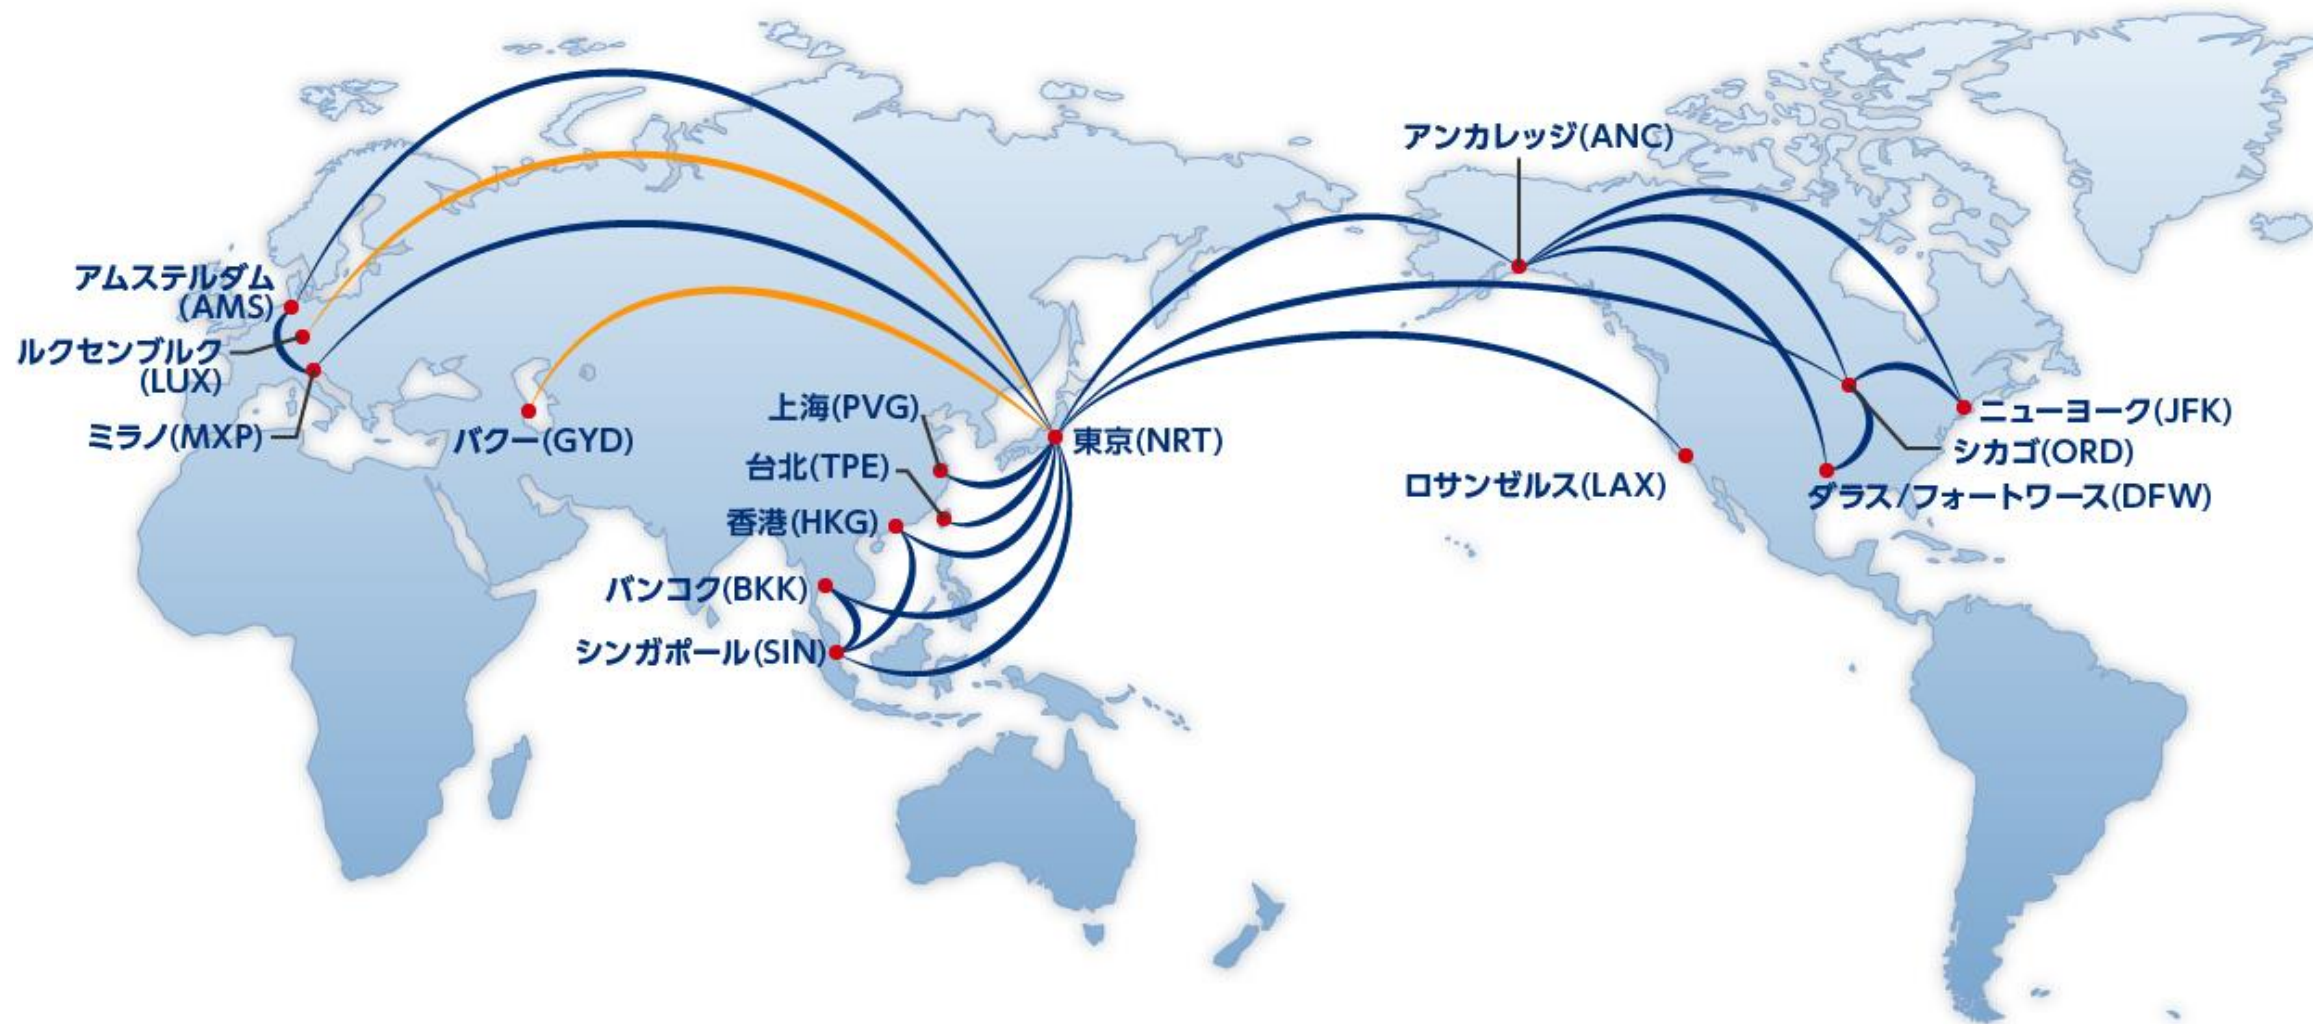 アンカレッジ(ANC)
アムステルダム
(AMS)
ルクセンブルク
(LUX)
ミラノ(MXP)
バクー(GYD)
上海(PVG)
台北(TPE)
香港(HKG)
バンコク(BKK)
シンガポール(SIN)
東京(NRT)
ロサンゼルス(LAX)
ニューヨーク(JFK)
シカゴ(ORD)
ダラス/フォートワース(DFW)